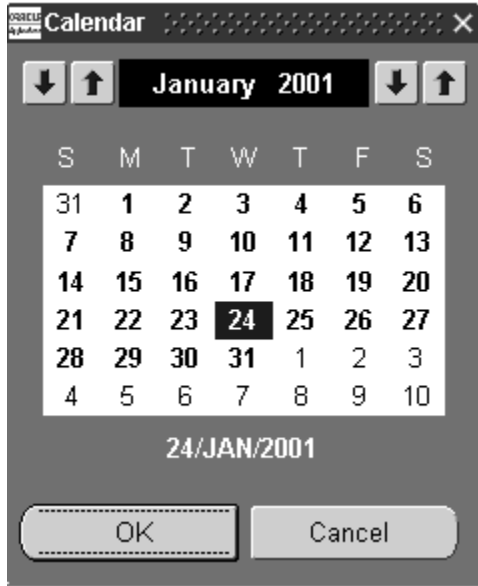 ORACLE Applications Calendar
January 2001
S M T W T F S
31 1 2 3 4 5 6
7 8 9 10 11 12 13
14 15 16 17 18 19 20
21 22 23 24 25 26 27
28 29 30 31 1 2 3
4 5 6 7 8 9 10
24/JAN/2001
OK Cancel